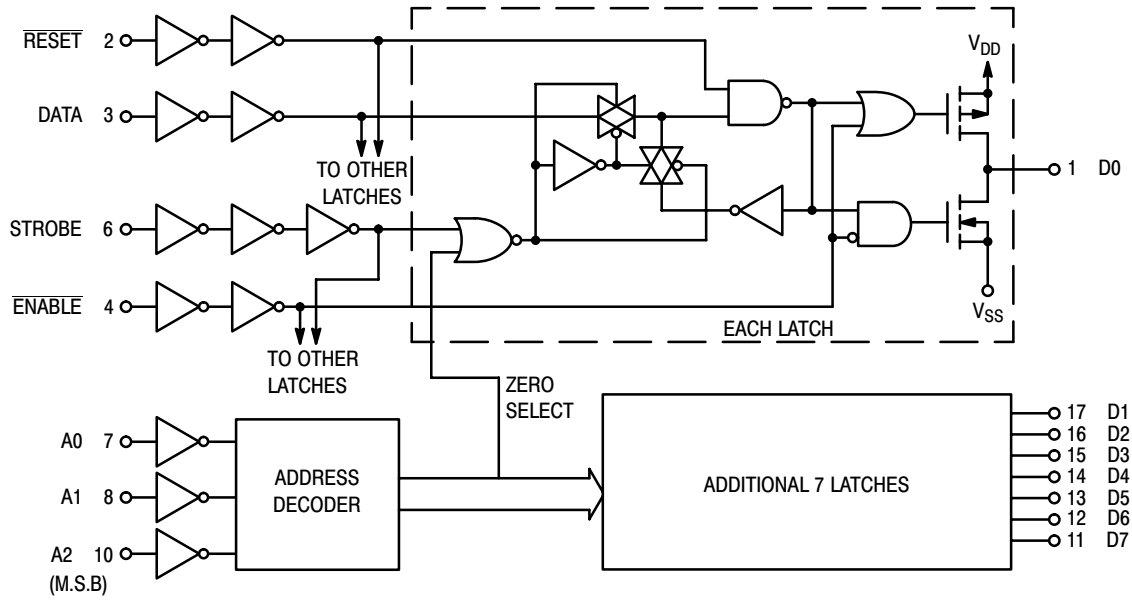 RESET 2
DATA 3
TO OTHER
LATCHES
STROBE 6
ENABLE 4
TO OTHER
LATCHES
VDD
1 D0
VSS
EACH LATCH
ZERO
SELECT
A0 7
A1 8
A2 10
(M.S.B)
ADDRESS
DECODER
ADDITIONAL 7 LATCHES
17 D1
16 D2
15 D3
14 D4
13 D5
12 D6
11 D7